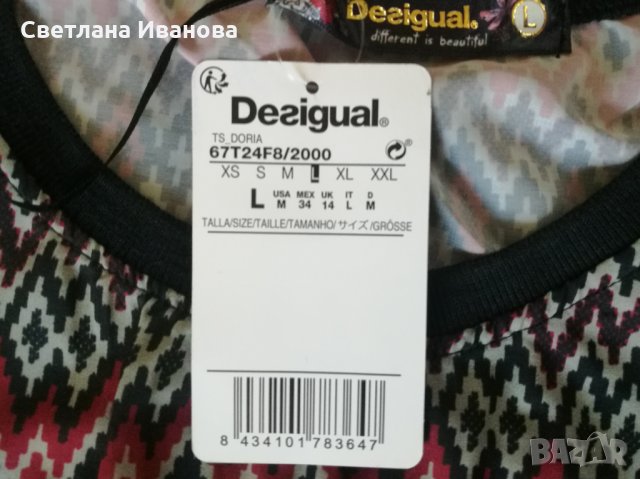 Светлана Иванова
Desigual.
different is beautiful
L
Desigual®
TS_DORIA
67T24F8/2000
XS S M L XL XXL
L USA M MEX 34 UK 14 IT L D M
TALLA/SIZE/TAILLE/TAMANHO/サイズ/GRÖSSE
8 434101 783647
BAZAR